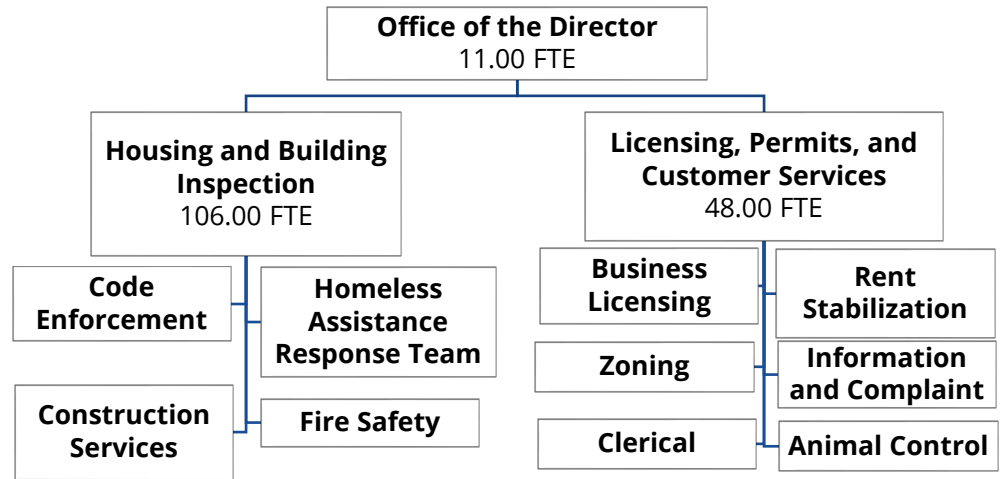 Office of the Director
11.00 FTE
Housing and Building
Inspection
106.00 FTE
Licensing, Permits, and
Customer Services
48.00 FTE
Code
Enforcement
Homeless
Assistance
Response Team
Construction
Services
Fire Safety
Business
Licensing
Rent
Stabilization
Zoning
Information
and Complaint
Clerical
Animal Control